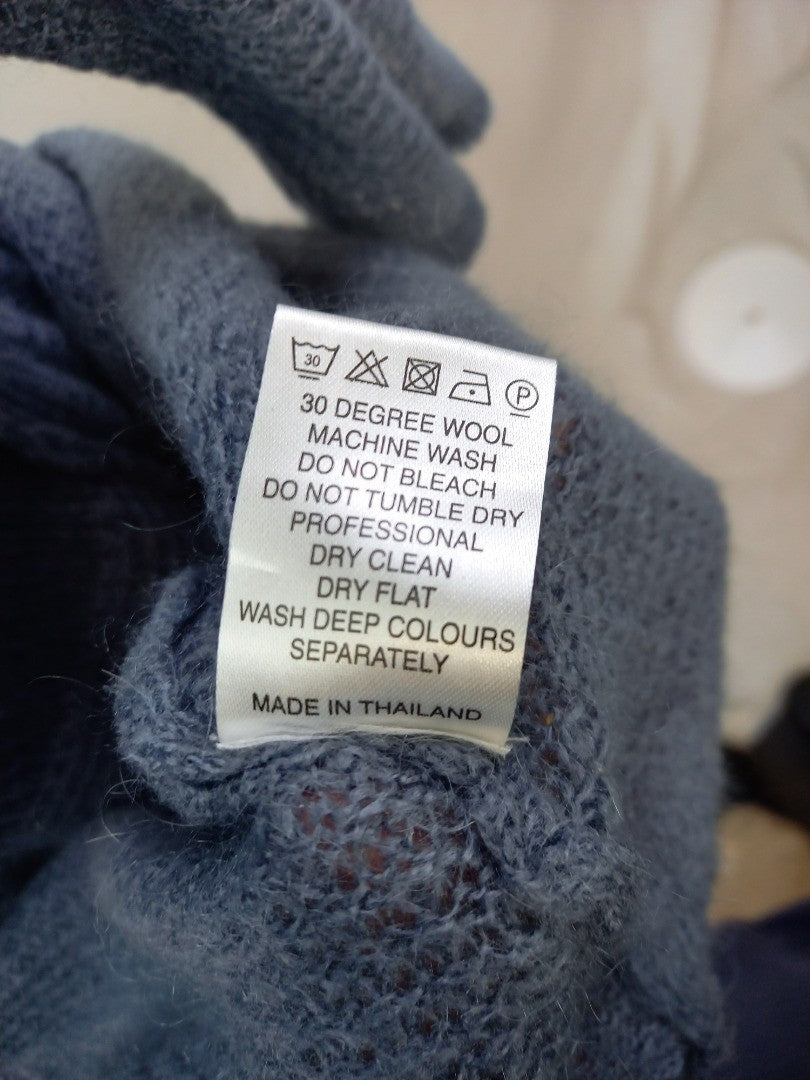 30 P
30 DEGREE WOOL
MACHINE WASH
DO NOT BLEACH
DO NOT TUMBLE DRY
PROFESSIONAL
DRY CLEAN
DRY FLAT
WASH DEEP COLOURS
SEPARATELY
MADE IN THAILAND